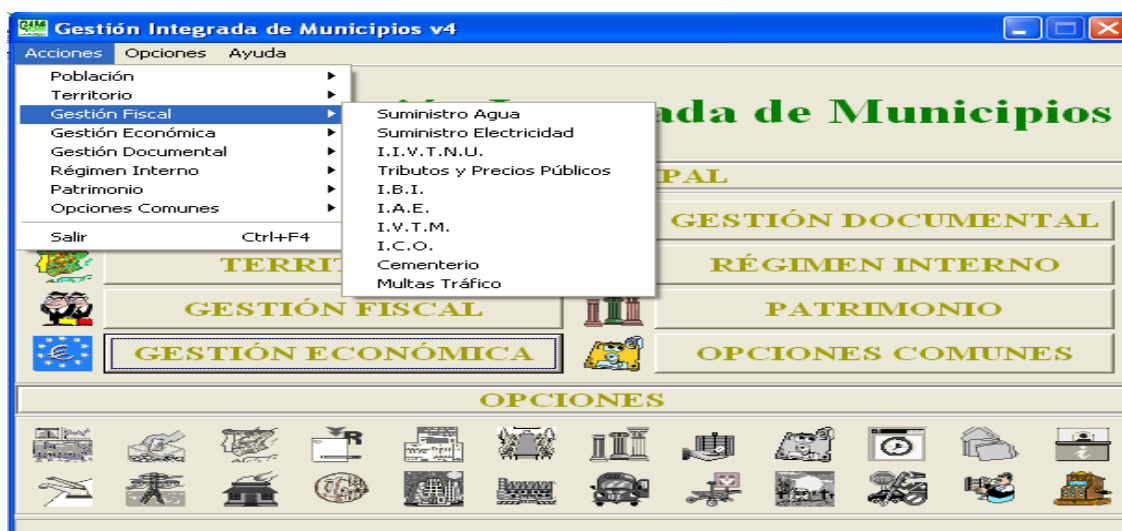 Gestión Integrada de Municipios v4
Acciones Opciones Ayuda
Población
Territorio
Gestión Fiscal
Gestión Económica
Gestión Documental
Régimen Interno
Patrimonio
Opciones Comunes
Salir Ctrl+F4
Suministro Agua
Suministro Electricidad
I.I.V.T.N.U.
Tributos y Precios Públicos
I.B.I.
I.A.E.
I.V.T.M.
I.C.O.
Cementerio
Multas Tráfico
ada de Municipios
PAL
GESTIÓN DOCUMENTAL
TERRI
RÉGIMEN INTERNO
GESTIÓN FISCAL
PATRIMONIO
GESTIÓN ECONÓMICA
OPCIONES COMUNES
OPCIONES